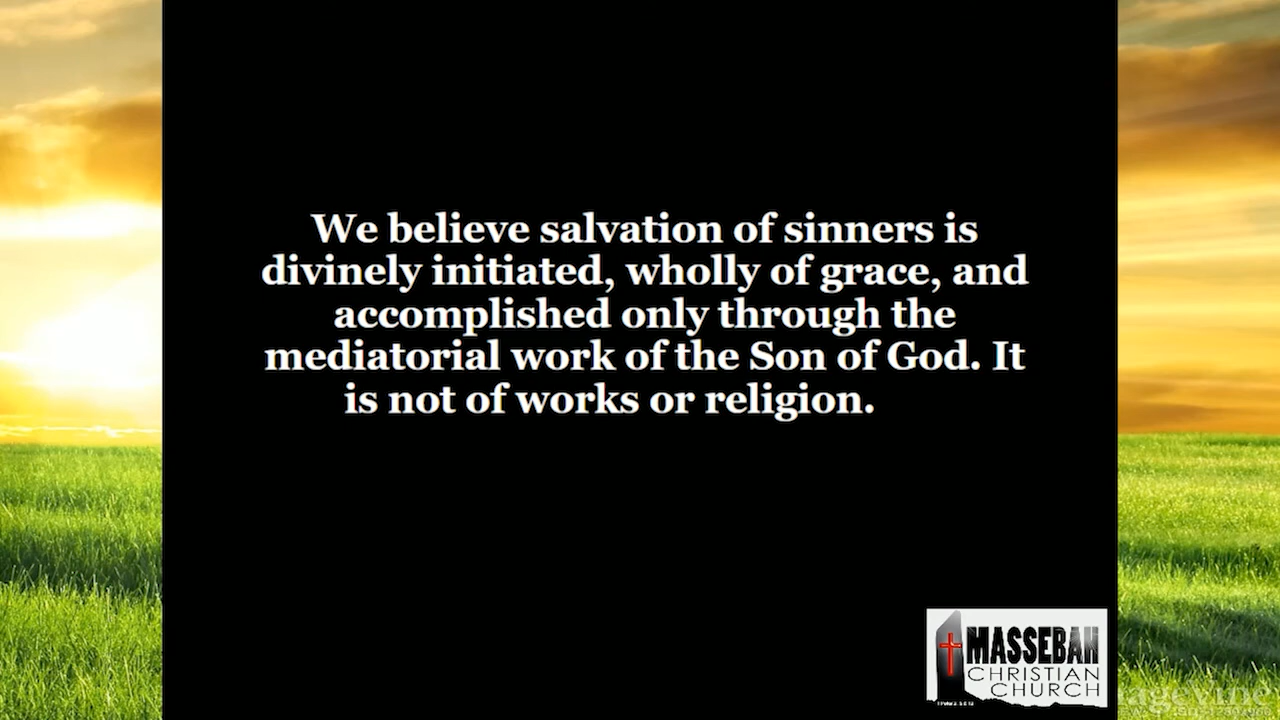 We believe salvation of sinners is
divinely initiated, wholly of grace, and
accomplished only through the
mediatorial work of the Son of God. It
is not of works or religion.
MASSEBAH
CHRISTIAN
CHURCH